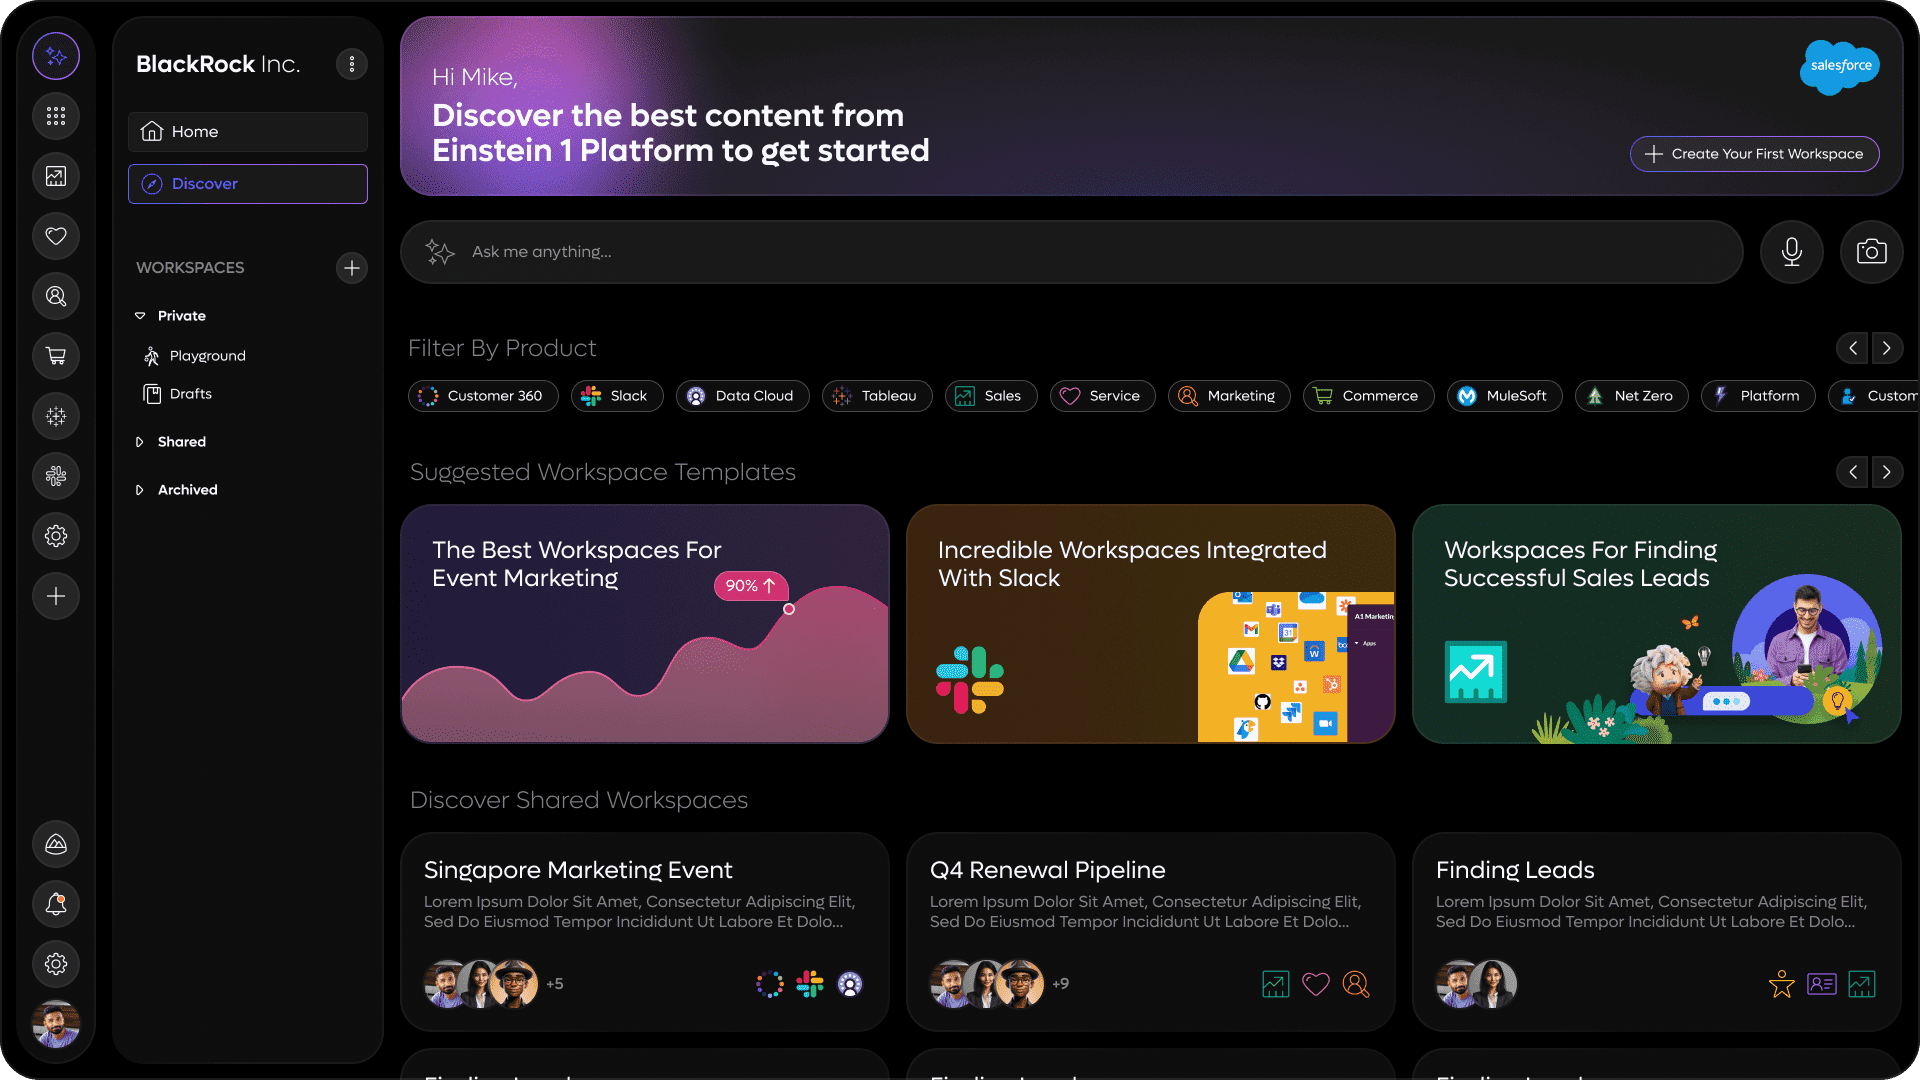 BlackRock Inc.
Home
Discover
WORKSPACES
Private
Playground
Drafts
Shared
Archived
Hi Mike,
Discover the best content from
Einstein 1 Platform to get started
salesforce
Create Your First Workspace
Ask me anything...
Filter By Product
Customer 360
Slack
Data Cloud
Tableau
Sales
Service
Marketing
Commerce
MuleSoft
Net Zero
Platform
Custom
Suggested Workspace Templates
The Best Workspaces For
Event Marketing
90%
Incredible Workspaces Integrated
With Slack
A1 Marketin
Apps
31
Workspaces For Finding
Successful Sales Leads
Discover Shared Workspaces
Singapore Marketing Event
Lorem Ipsum Dolor Sit Amet, Consectetur Adipiscing Elit,
Sed Do Eiusmod Tempor Incididunt Ut Labore Et Dolo...
+5
Q4 Renewal Pipeline
Lorem Ipsum Dolor Sit Amet, Consectetur Adipiscing Elit,
Sed Do Eiusmod Tempor Incididunt Ut Labore Et Dolo...
+9
Finding Leads
Lorem Ipsum Dolor Sit Amet, Consectetur Adipiscing Elit,
Sed Do Eiusmod Tempor Incididunt Ut Labore Et Dolo...